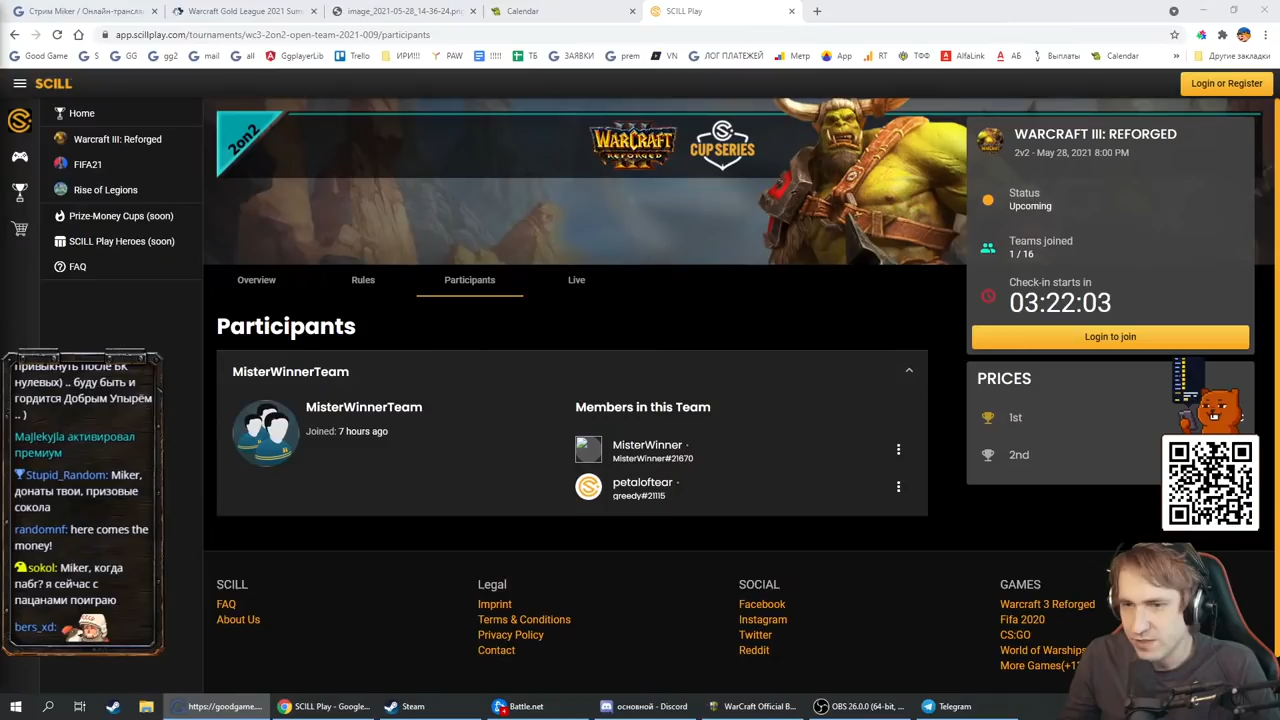 Стрим Miker / Онлайн-трансля
Warcraft Gold League 2021 Summ
image_2021-05-28_14-36-24.png
Calendar
SCILL Play
app.scillplay.com/tournaments/wc3-2on2-open-team-2021-009/participants
Good Game
S
GG
gg2
mail
all
GgplayerLib
Trello
ИРИ!!!
PAW
!!!!
ТБ
ЗАЯВКИ
prem
VN
ЛОГ ПЛАТЕЖЕЙ
Метр
App
RT
ТФФ
AlfaLink
АБ
Выплаты
Calendar
»
Другие закладки
SCILL
Login or Register
Home
Warcraft III: Reforged
FIFA21
Rise of Legions
Prize-Money Cups (soon)
SCILL Play Heroes (soon)
FAQ
2on2
WARCRAFT
III
REFORGED
CUP SERIES
WARCRAFT III: REFORGED
2v2 - May 28, 2021 8:00 PM
Status
Upcoming
Teams joined
1 / 16
Check-in starts in
03:22:03
Login to join
PRICES
1st
2nd
Overview
Rules
Participants
Live
Participants
MisterWinnerTeam
MisterWinnerTeam
Joined: 7 hours ago
Members in this Team
MisterWinner
MisterWinner#21670
petaloftear
greedy#21115
привыкнуть после БК
нулевых) .. буду быть и
гордится Добрым Упырём
.. )
MajlekyJla активировал
премиум
Stupid_Random: Miker,
донаты твои, призовые
сокола
randomnf: here comes the
money!
sokol: Miker, когда
пабг? я сейчас с
пацанами поиграю
bers_xd:
SCILL
FAQ
About Us
Legal
Imprint
Terms & Conditions
Privacy Policy
Contact
SOCIAL
Facebook
Instagram
Twitter
Reddit
GAMES
Warcraft 3 Reforged
Fifa 2020
CS:GO
World of Warships
More Games(+1
https://goodgame....
SCILL Play - Google...
Steam
Battle.net
основной - Discord
WarCraft Official B...
OBS 26.0.0 (64-bit, ...
Telegram